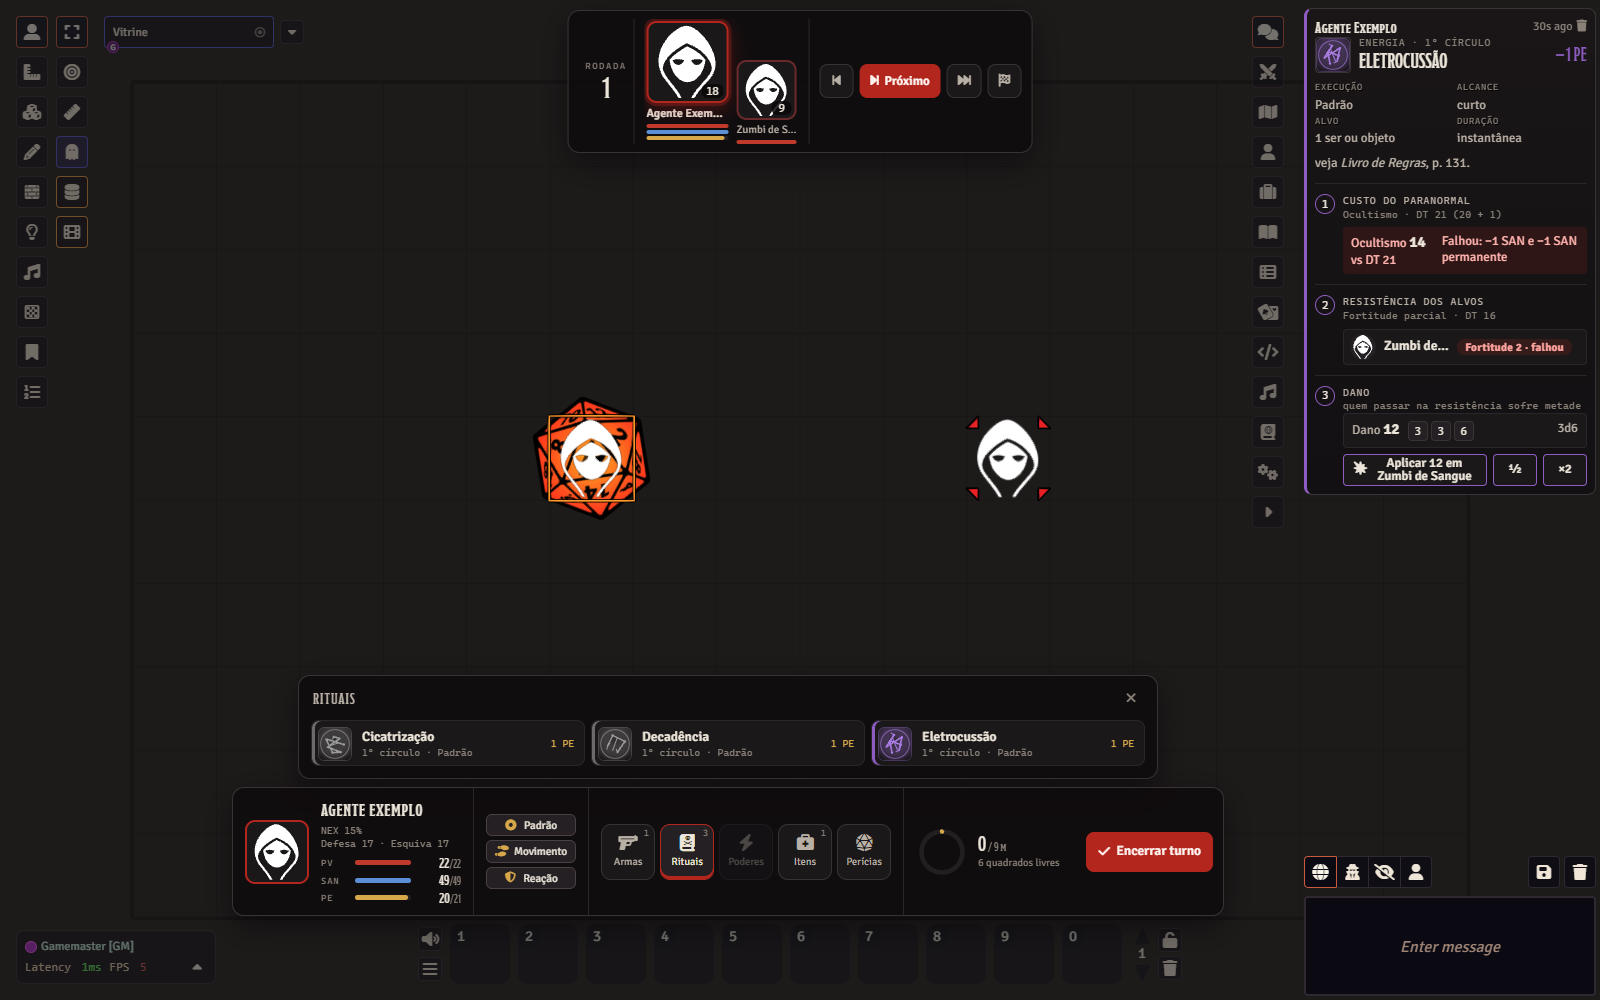 Vitrine
G
RODADA
1
18
Agente Exem...
9
Zumbi de S...
Próximo
AGENTE EXEMPLO
30s ago
ENERGIA · 1º CÍRCULO
ELETROCUSSÃO
−1 PE
EXECUÇÃO
ALCANCE
Padrão
curto
ALVO
DURAÇÃO
1 ser ou objeto
instantânea
veja Livro de Regras, p. 131.
1
CUSTO DO PARANORMAL
Ocultismo · DT 21 (20 + 1)
Ocultismo 14
vs DT 21
Falhou: −1 SAN e −1 SAN
permanente
2
RESISTÊNCIA DOS ALVOS
Fortitude parcial · DT 16
Zumbi de...
Fortitude 2 · falhou
3
DANO
quem passar na resistência sofre metade
Dano 12 3 3 6
3d6
Aplicar 12 em
Zumbi de Sangue
½
×2
RITUAIS
Cicatrização
1º círculo · Padrão
1 PE
Decadência
1º círculo · Padrão
1 PE
Eletrocussão
1º círculo · Padrão
1 PE
AGENTE EXEMPLO
NEX 15%
Defesa 17 · Esquiva 17
PV 22/22
SAN 49/49
PE 20/21
Padrão
Movimento
Reação
1
Armas
3
Rituais
Poderes
1
Itens
Perícias
0/9M
6 quadrados livres
Encerrar turno
Gamemaster [GM]
Latency 1ms FPS 5
1 2 3 4 5 6 7 8 9 0
1
Enter message